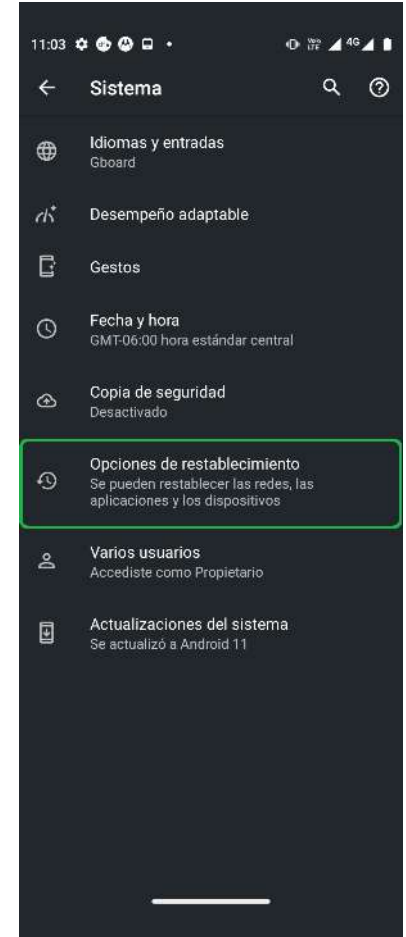 11:03
VoLTE 4G
Sistema
Idiomas y entradas
Gboard
Desempeño adaptable
Gestos
Fecha y hora
GMT-06:00 hora estándar central
Copia de seguridad
Desactivado
Opciones de restablecimiento
Se pueden restablecer las redes, las
aplicaciones y los dispositivos
Varios usuarios
Accediste como Propietario
Actualizaciones del sistema
Se actualizó a Android 11